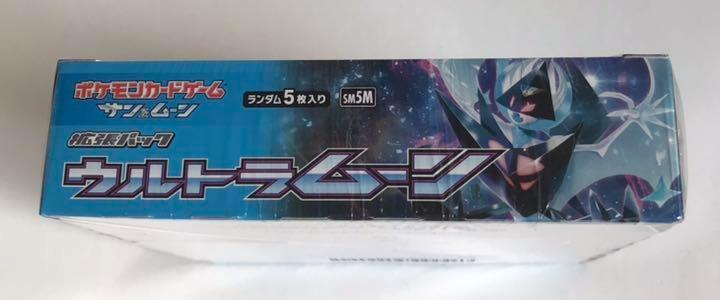 ポケモンカードゲーム
サン&ムーン
ランダム5枚入り
SM5M
拡張パック
ウルトラムーン